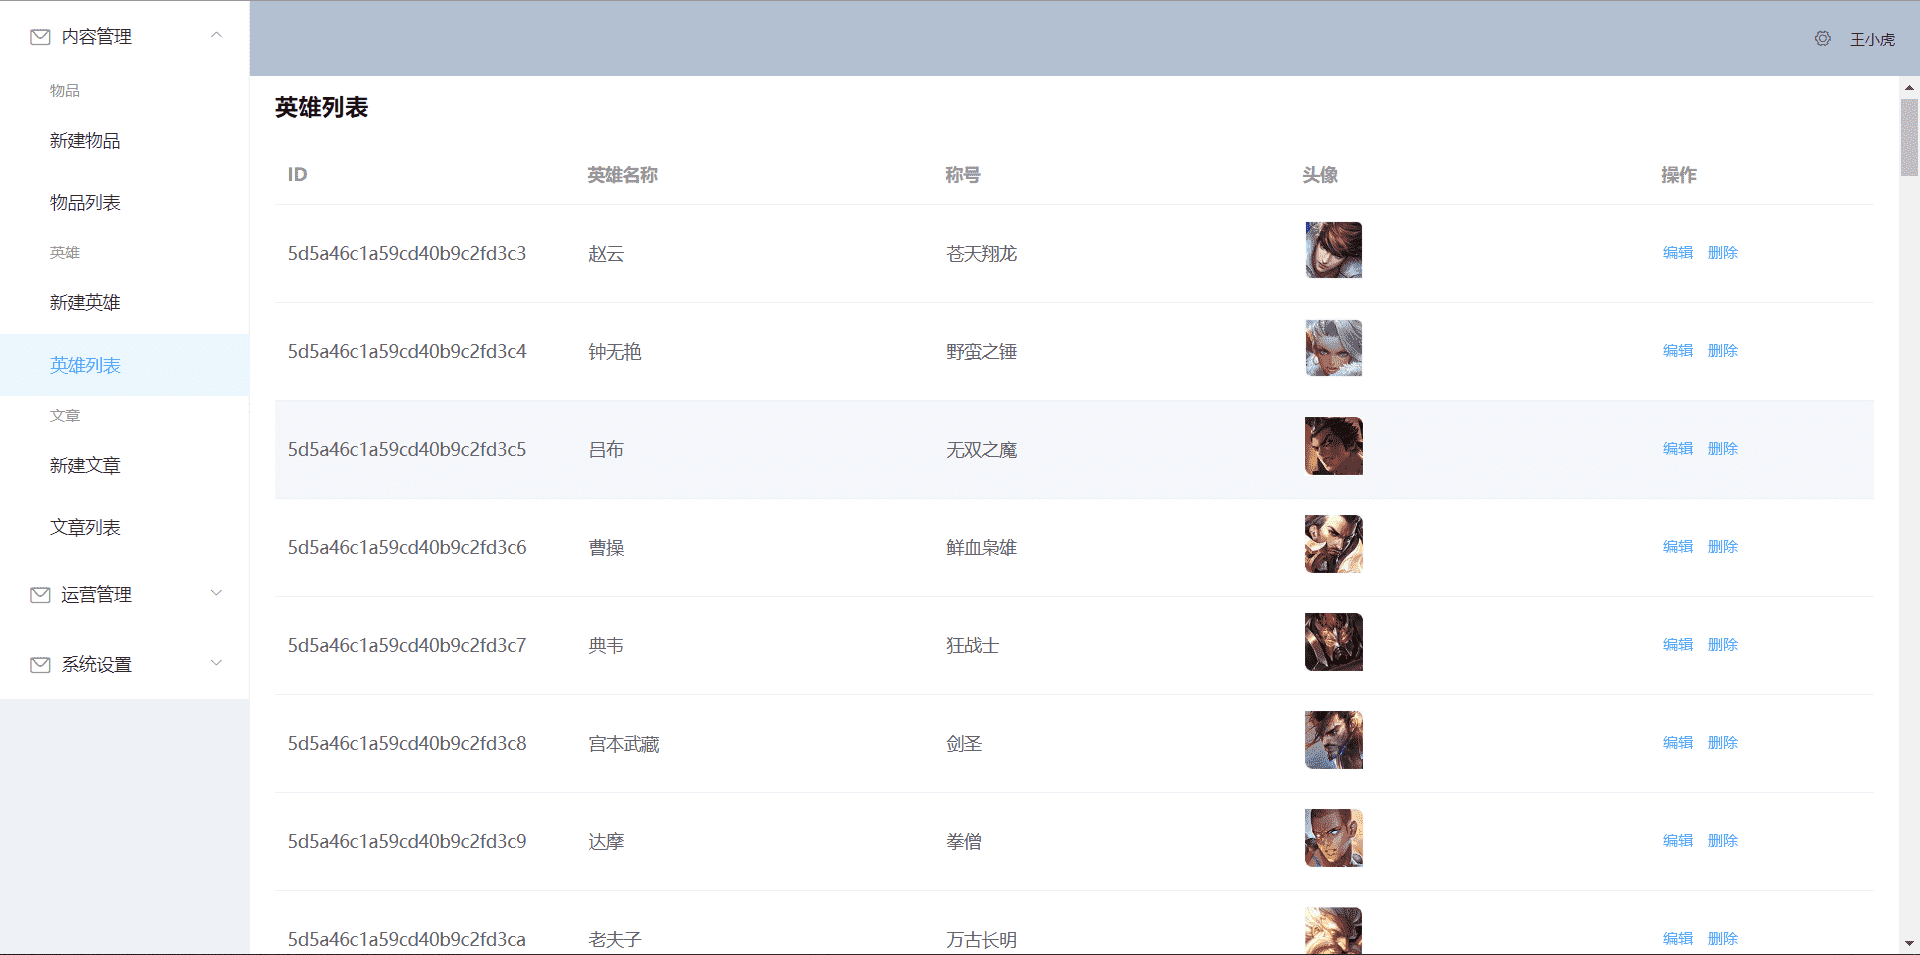 内容管理
物品
新建物品
物品列表
英雄
新建英雄
英雄列表
文章
新建文章
文章列表
运营管理
系统设置
王小虎
英雄列表
ID 英雄名称 称号 头像 操作
5d5a46c1a59cd40b9c2fd3c3 赵云 苍天翔龙 编辑 删除
5d5a46c1a59cd40b9c2fd3c4 钟无艳 野蛮之锤 编辑 删除
5d5a46c1a59cd40b9c2fd3c5 吕布 无双之魔 编辑 删除
5d5a46c1a59cd40b9c2fd3c6 曹操 鲜血枭雄 编辑 删除
5d5a46c1a59cd40b9c2fd3c7 典韦 狂战士 编辑 删除
5d5a46c1a59cd40b9c2fd3c8 宫本武藏 剑圣 编辑 删除
5d5a46c1a59cd40b9c2fd3c9 达摩 拳僧 编辑 删除
5d5a46c1a59cd40b9c2fd3ca 老夫子 万古长明 编辑 删除